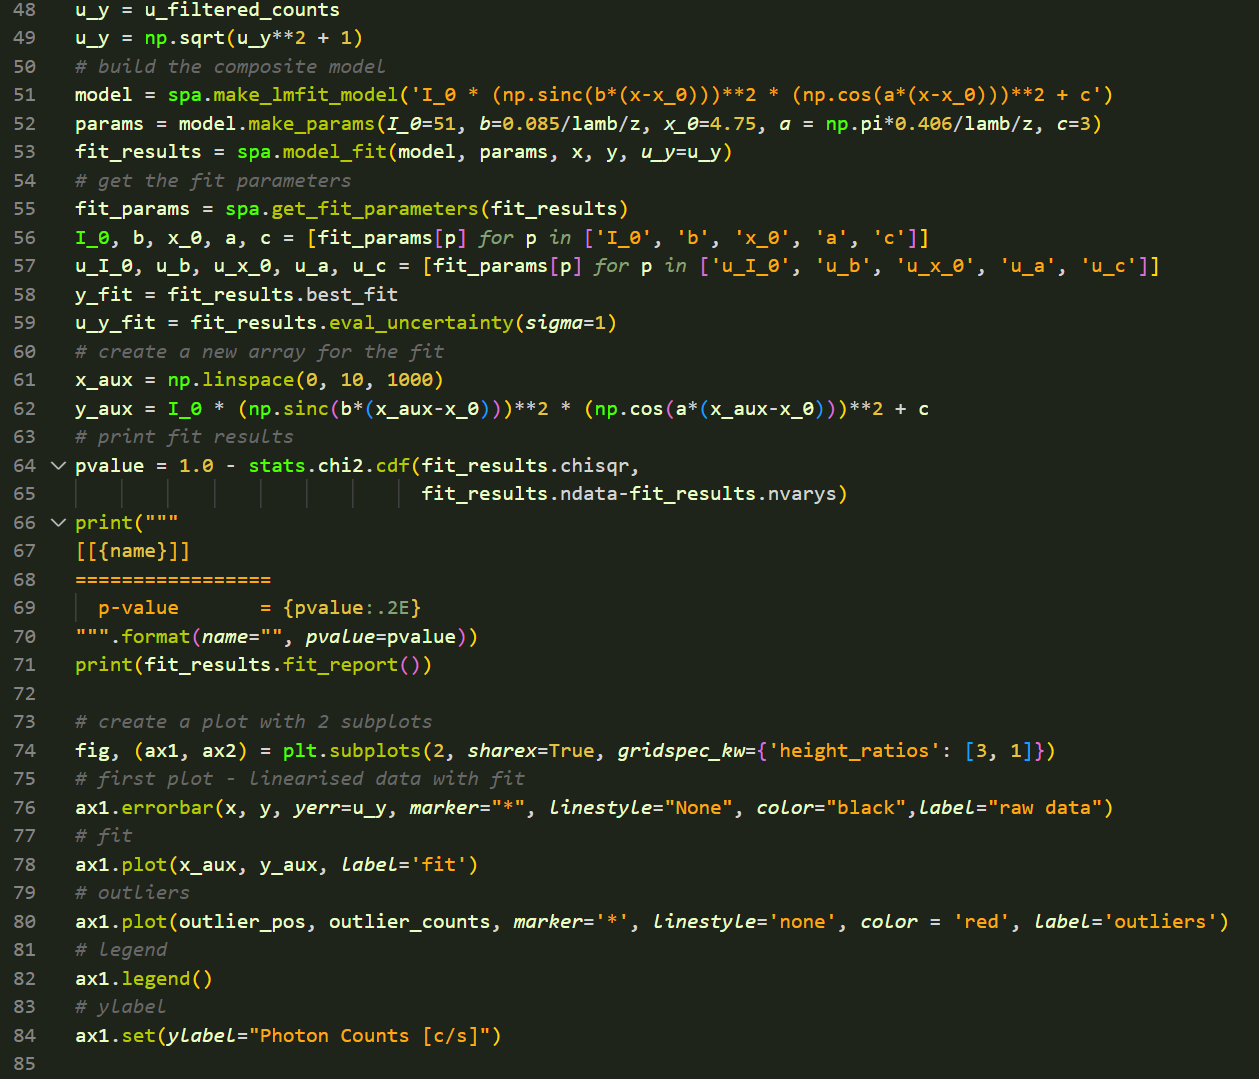 48 u_y = u_filtered_counts
49 u_y = np.sqrt(u_y**2 + 1)
50 # build the composite model
51 model = spa.make_lmfit_model('I_0 * (np.sinc(b*(x-x_0)))**2 * (np.cos(a*(x-x_0)))**2 + c')
52 params = model.make_params(I_0=51, b=0.085/lamb/z, x_0=4.75, a = np.pi*0.406/lamb/z, c=3)
53 fit_results = spa.model_fit(model, params, x, y, u_y=u_y)
54 # get the fit parameters
55 fit_params = spa.get_fit_parameters(fit_results)
56 I_0, b, x_0, a, c = [fit_params[p] for p in ['I_0', 'b', 'x_0', 'a', 'c']]
57 u_I_0, u_b, u_x_0, u_a, u_c = [fit_params[p] for p in ['u_I_0', 'u_b', 'u_x_0', 'u_a', 'u_c']]
58 y_fit = fit_results.best_fit
59 u_y_fit = fit_results.eval_uncertainty(sigma=1)
60 # create a new array for the fit
61 x_aux = np.linspace(0, 10, 1000)
62 y_aux = I_0 * (np.sinc(b*(x_aux-x_0)))**2 * (np.cos(a*(x_aux-x_0)))**2 + c
63 # print fit results
64 pvalue = 1.0 - stats.chi2.cdf(fit_results.chisqr,
65 fit_results.ndata-fit_results.nvarys)
66 print("""
67 [[{name}]]
68 =================
69 p-value       = {pvalue:.2E}
70 """.format(name="", pvalue=pvalue))
71 print(fit_results.fit_report())
72
73 # create a plot with 2 subplots
74 fig, (ax1, ax2) = plt.subplots(2, sharex=True, gridspec_kw={'height_ratios': [3, 1]})
75 # first plot - linearised data with fit
76 ax1.errorbar(x, y, yerr=u_y, marker="*", linestyle="None", color="black",label="raw data")
77 # fit
78 ax1.plot(x_aux, y_aux, label='fit')
79 # outliers
80 ax1.plot(outlier_pos, outlier_counts, marker='*', linestyle='none', color = 'red', label='outliers')
81 # legend
82 ax1.legend()
83 # ylabel
84 ax1.set(ylabel="Photon Counts [c/s]")
85